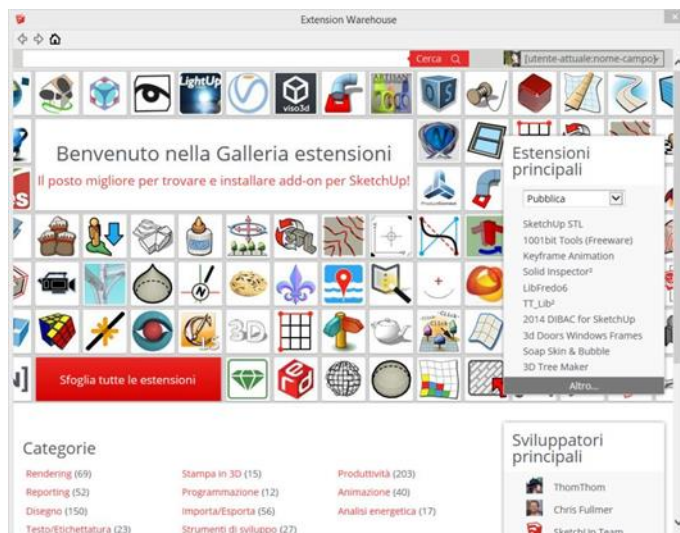 Extension Warehouse
Cerca
[utente-attuale:nome-campo]
LightUp
viso3d
ARTISAN
OS
Benvenuto nella Galleria estensioni
Il posto migliore per trovare e installare add-on per SketchUp!
Estensioni
principali
Pubblica
SketchUp STL
1001bit Tools (Freeware)
Keyframe Animation
Solid Inspector²
LibFredo6
TT_Lib²
2014 DIBAC for SketchUp
3d Doors Windows Frames
Soap Skin & Bubble
3D Tree Maker
Altro...
N
3D
Click
Sfoglia tutte le estensioni
Categorie
Rendering (69)
Reporting (52)
Disegno (150)
Testo/Etichettatura (23)
Stampa in 3D (15)
Programmazione (12)
Importa/Esporta (56)
Strumenti di sviluppo (27)
Produttività (203)
Animazione (40)
Analisi energetica (17)
Sviluppatori
principali
ThomThom
Chris Fullmer
SketchUp Team